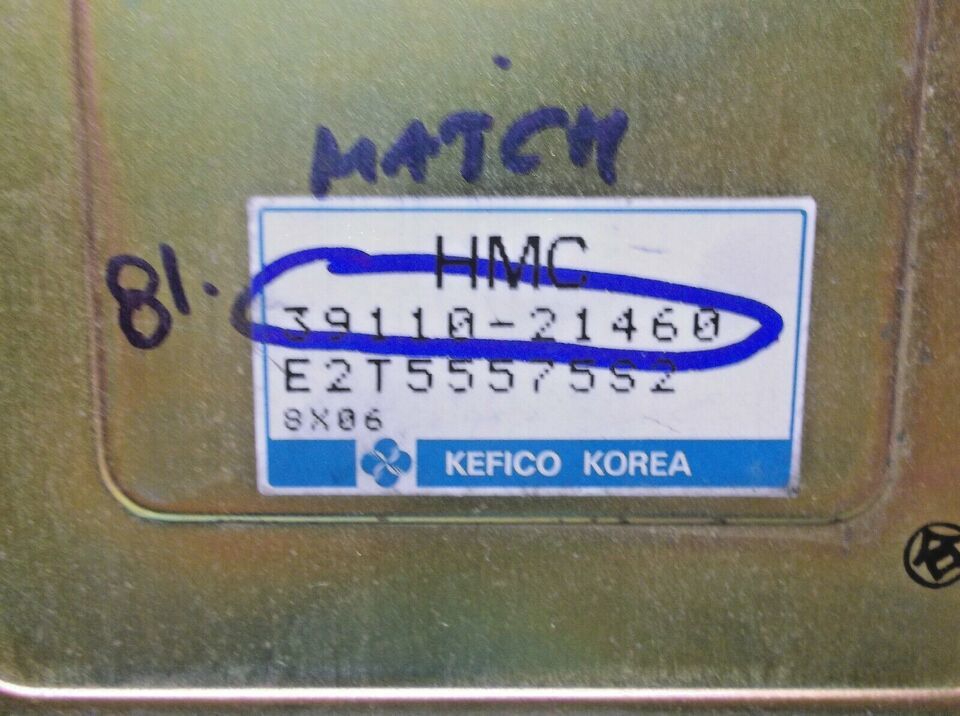 MATCH
81.
HMC
39110-21460
E2T55575S2
8X06
KEFICO KOREA